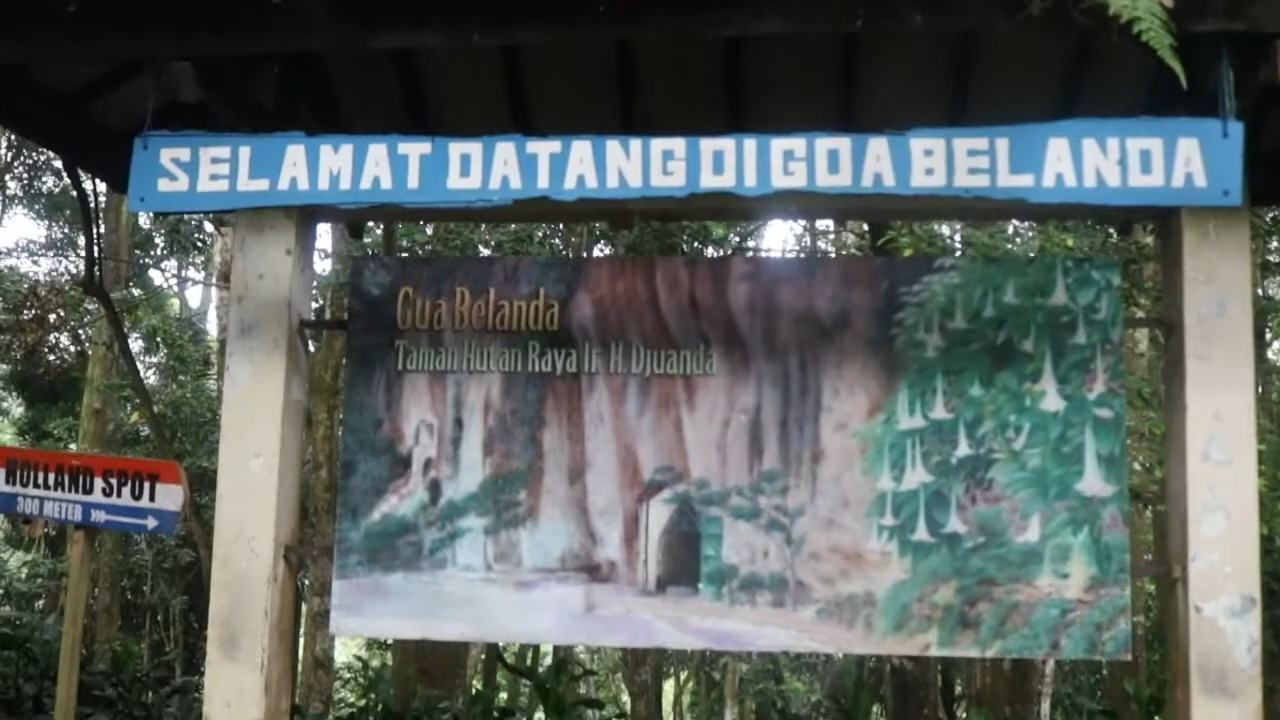 SELAMAT DATANG DI GOA BELANDA
Gua Belanda
Taman Hutan Raya Ir. H. Djuanda
HOLLAND SPOT
300 METER